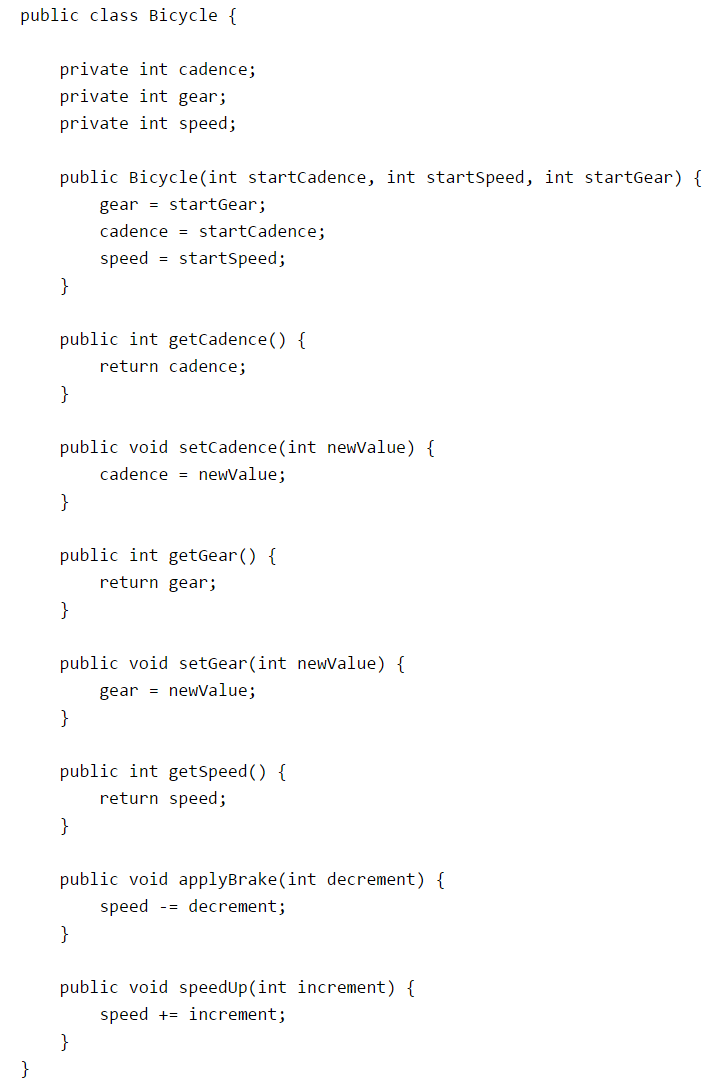 public class Bicycle {

    private int cadence;
    private int gear;
    private int speed;

    public Bicycle(int startCadence, int startSpeed, int startGear) {
        gear = startGear;
        cadence = startCadence;
        speed = startSpeed;
    }

    public int getCadence() {
        return cadence;
    }

    public void setCadence(int newValue) {
        cadence = newValue;
    }

    public int getGear() {
        return gear;
    }

    public void setGear(int newValue) {
        gear = newValue;
    }

    public int getSpeed() {
        return speed;
    }

    public void applyBrake(int decrement) {
        speed -= decrement;
    }

    public void speedUp(int increment) {
        speed += increment;
    }
}